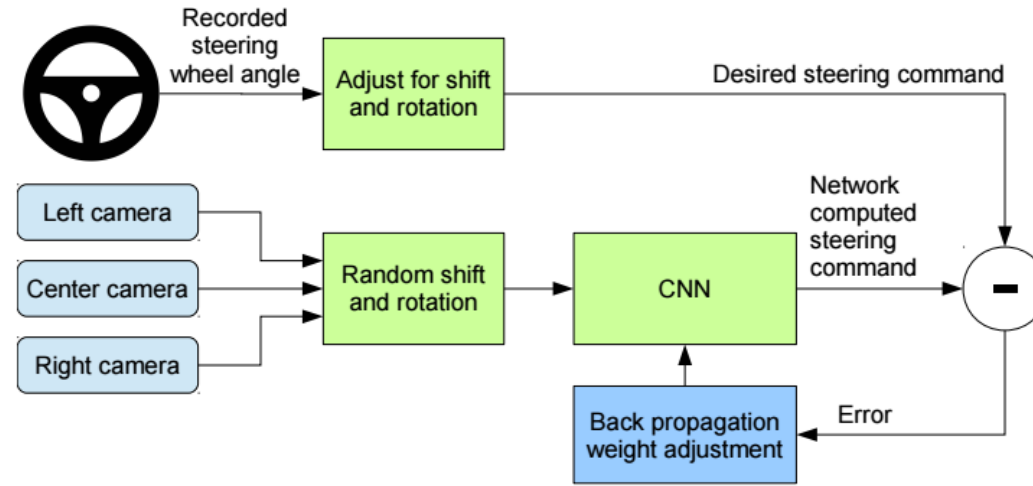 Recorded
steering
wheel angle
Adjust for shift
and rotation
Desired steering command
Left camera
Center camera
Right camera
Random shift
and rotation
CNN
Network
computed
steering
command
-
Back propagation
weight adjustment
Error